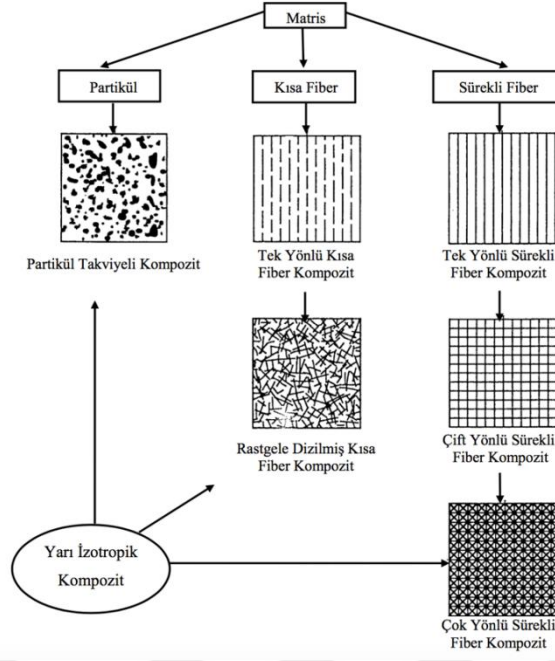 Matris
Partikül
Kısa Fiber
Sürekli Fiber
Partikül Takviyeli Kompozit
Tek Yönlü Kısa
Fiber Kompozit
Tek Yönlü Sürekli
Fiber Kompozit
Rastgele Dizilmiş Kısa
Fiber Kompozit
Çift Yönlü Sürekli
Fiber Kompozit
Yarı İzotropik
Kompozit
Çok Yönlü Sürekli
Fiber Kompozit